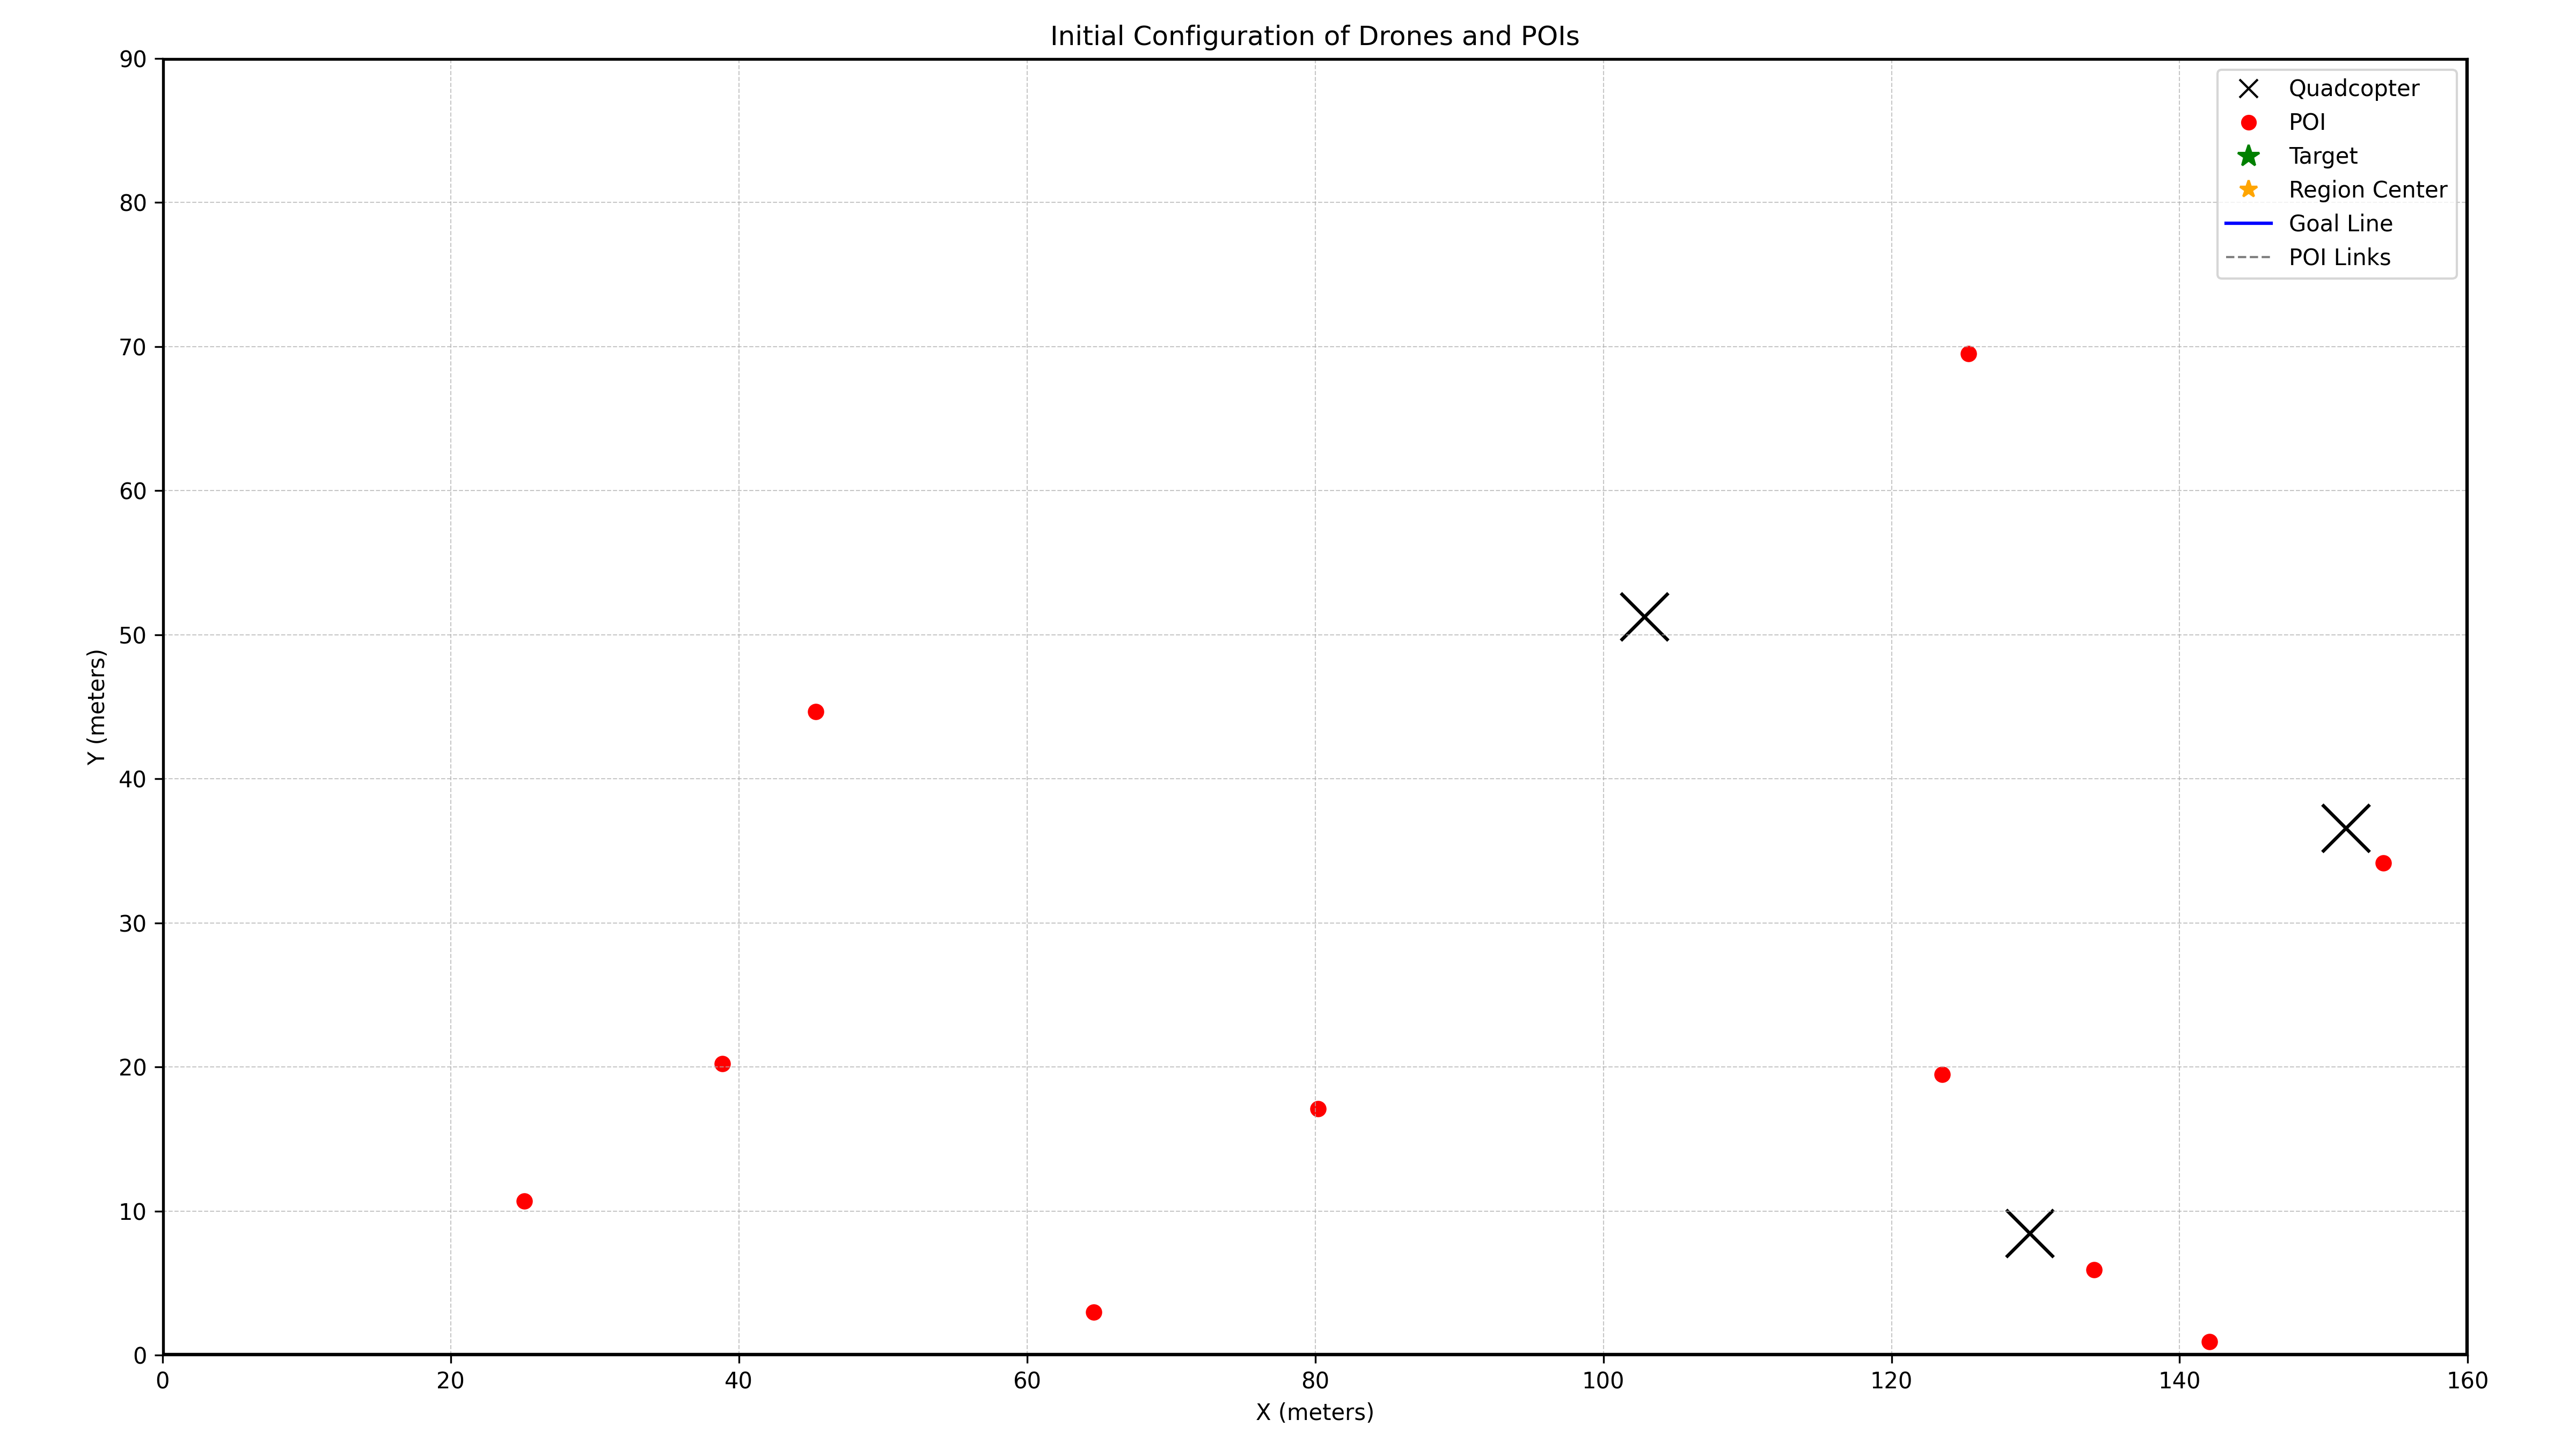 Initial Configuration of Drones and POIs
Quadcopter
POI
Target
Region Center
Goal Line
POI Links
Y (meters)
90
80
70
60
50
40
30
20
10
0
0 20 40 60 80 100 120 140 160
X (meters)